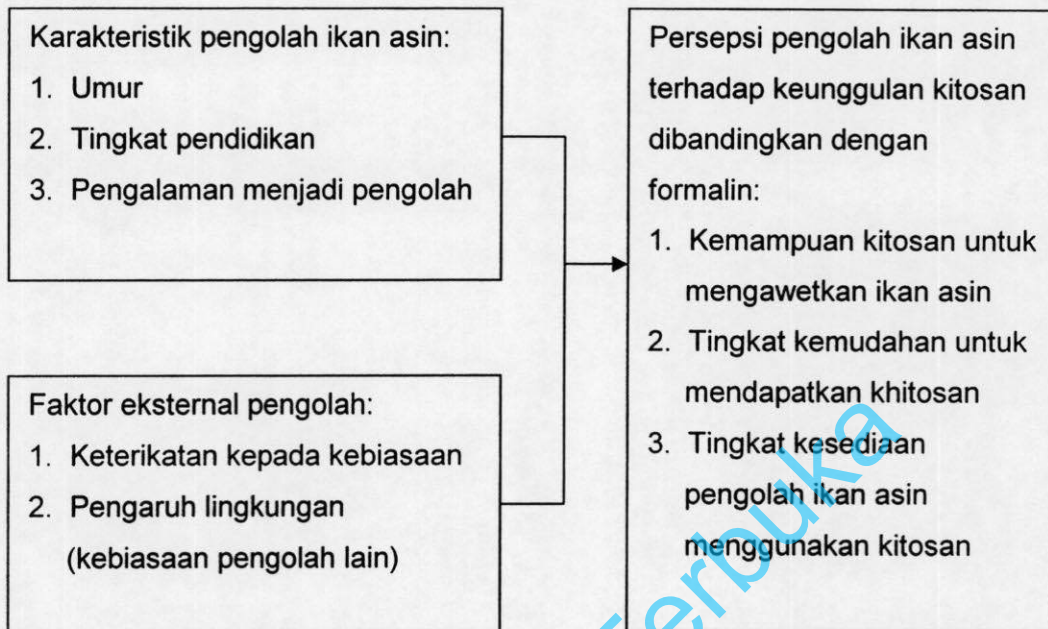 Karakteristik pengolah ikan asin:
1. Umur
2. Tingkat pendidikan
3. Pengalaman menjadi pengolah
Faktor eksternal pengolah:
1. Keterikatan kepada kebiasaan
2. Pengaruh lingkungan
(kebiasaan pengolah lain)
Persepsi pengolah ikan asin
terhadap keunggulan kitosan
dibandingkan dengan
formalin:
1. Kemampuan kitosan untuk
mengawetkan ikan asin
2. Tingkat kemudahan untuk
mendapatkan khitosan
3. Tingkat kesediaan
pengolah ikan asin
menggunakan kitosan
Terbuka